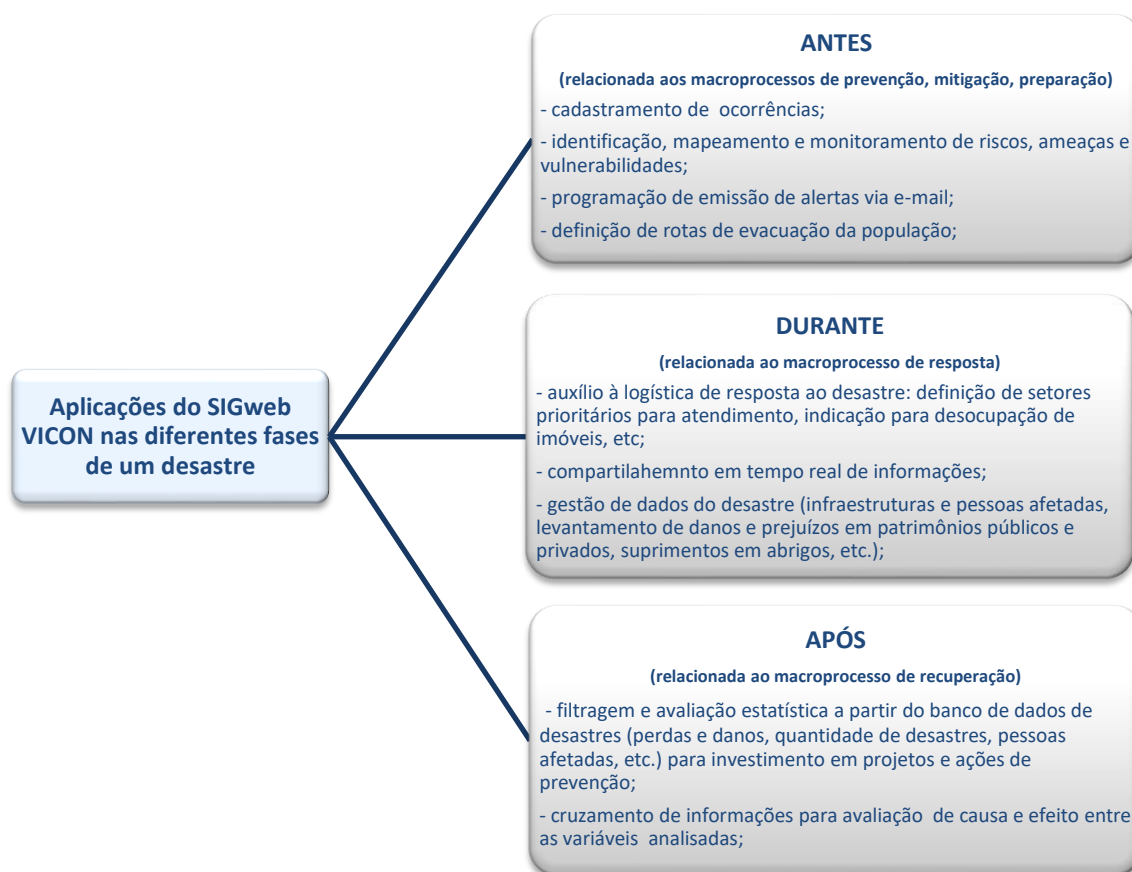 Aplicações do SIGweb
VICON nas diferentes fases
de um desastre
ANTES
(relacionada aos macroprocessos de prevenção, mitigação, preparação)
- cadastramento de ocorrências;
- identificação, mapeamento e monitoramento de riscos, ameaças e
vulnerabilidades;
- programação de emissão de alertas via e-mail;
- definição de rotas de evacuação da população;
DURANTE
(relacionada ao macroprocesso de resposta)
- auxílio à logística de resposta ao desastre: definição de setores
prioritários para atendimento, indicação para desocupação de
imóveis, etc;
- compartilahemnto em tempo real de informações;
- gestão de dados do desastre (infraestruturas e pessoas afetadas,
levantamento de danos e prejuízos em patrimônios públicos e
privados, suprimentos em abrigos, etc.);
APÓS
(relacionada ao macroprocesso de recuperação)
- filtragem e avaliação estatística a partir do banco de dados de
desastres (perdas e danos, quantidade de desastres, pessoas
afetadas, etc.) para investimento em projetos e ações de
prevenção;
- cruzamento de informações para avaliação de causa e efeito entre
as variáveis analisadas;